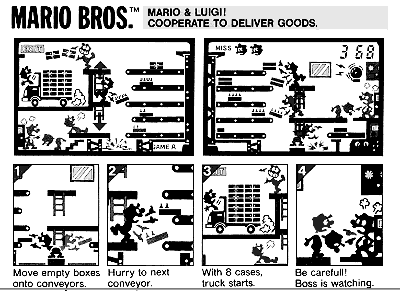 MARIO BROS.™
MARIO & LUIGI!
COOPERATE TO DELIVER GOODS.
MISS
368
GAME A
1
2
3
4
Move empty boxes
onto conveyors.
Hurry to next
conveyor.
With 8 cases,
truck starts.
Be carefull!
Boss is watching.